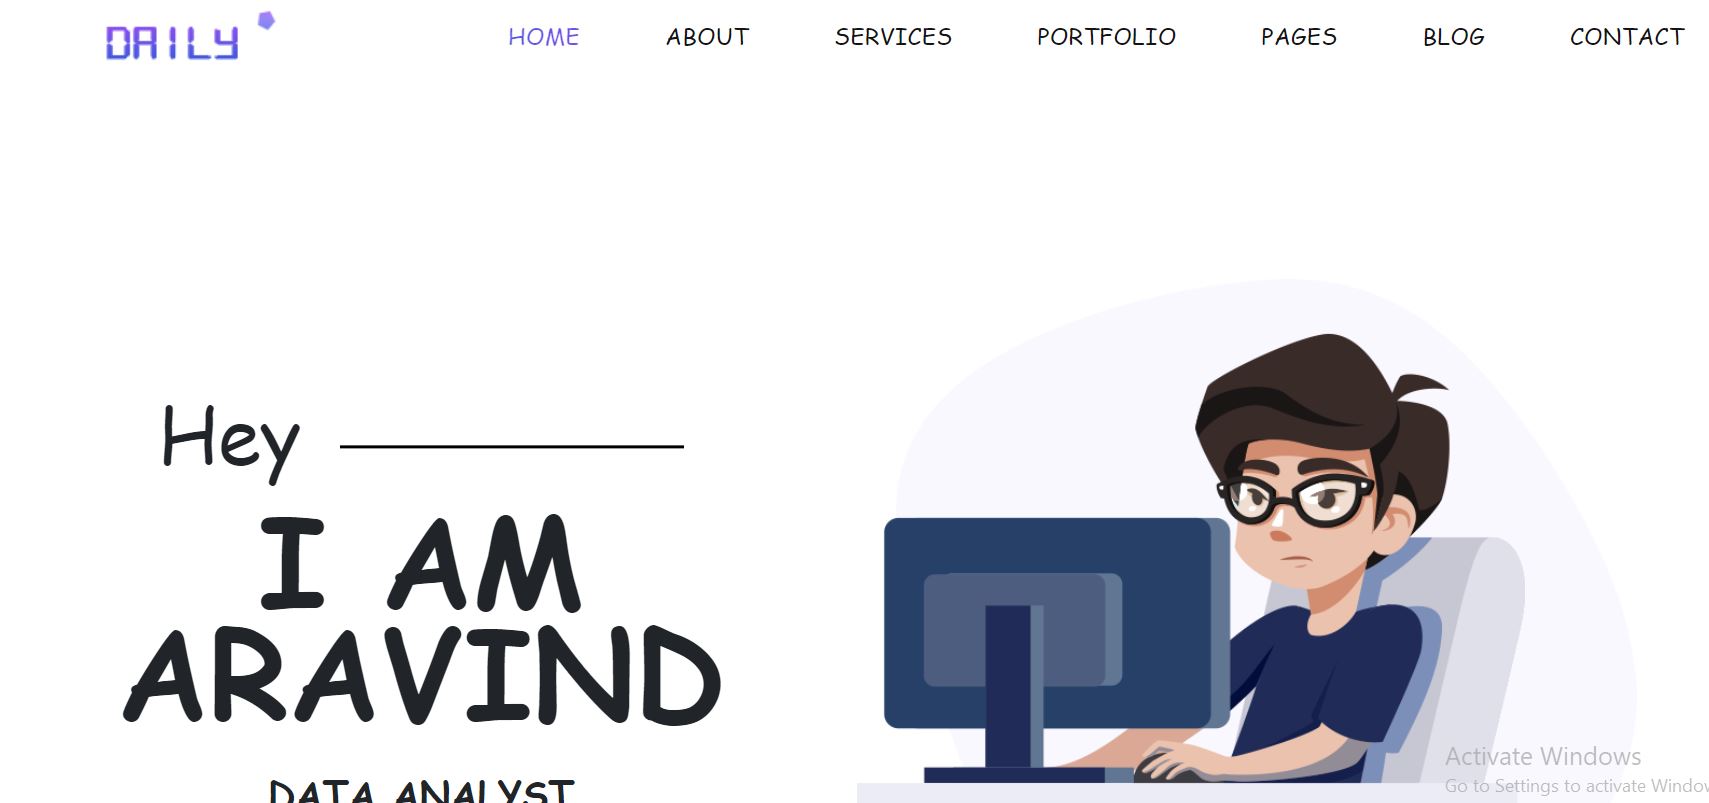 DAILY HOME ABOUT SERVICES PORTFOLIO PAGES BLOG CONTACT
Hey
I AM
ARAVIND
DATA ANALYST
Activate Windows
Go to Settings to activate Window